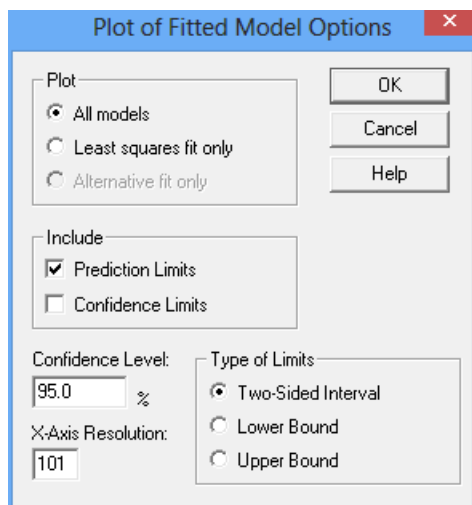 Plot of Fitted Model Options
Plot
All models
Least squares fit only
Alternative fit only
OK
Cancel
Help
Include
Prediction Limits
Confidence Limits
Confidence Level:
95.0 %
X-Axis Resolution:
101
Type of Limits
Two-Sided Interval
Lower Bound
Upper Bound